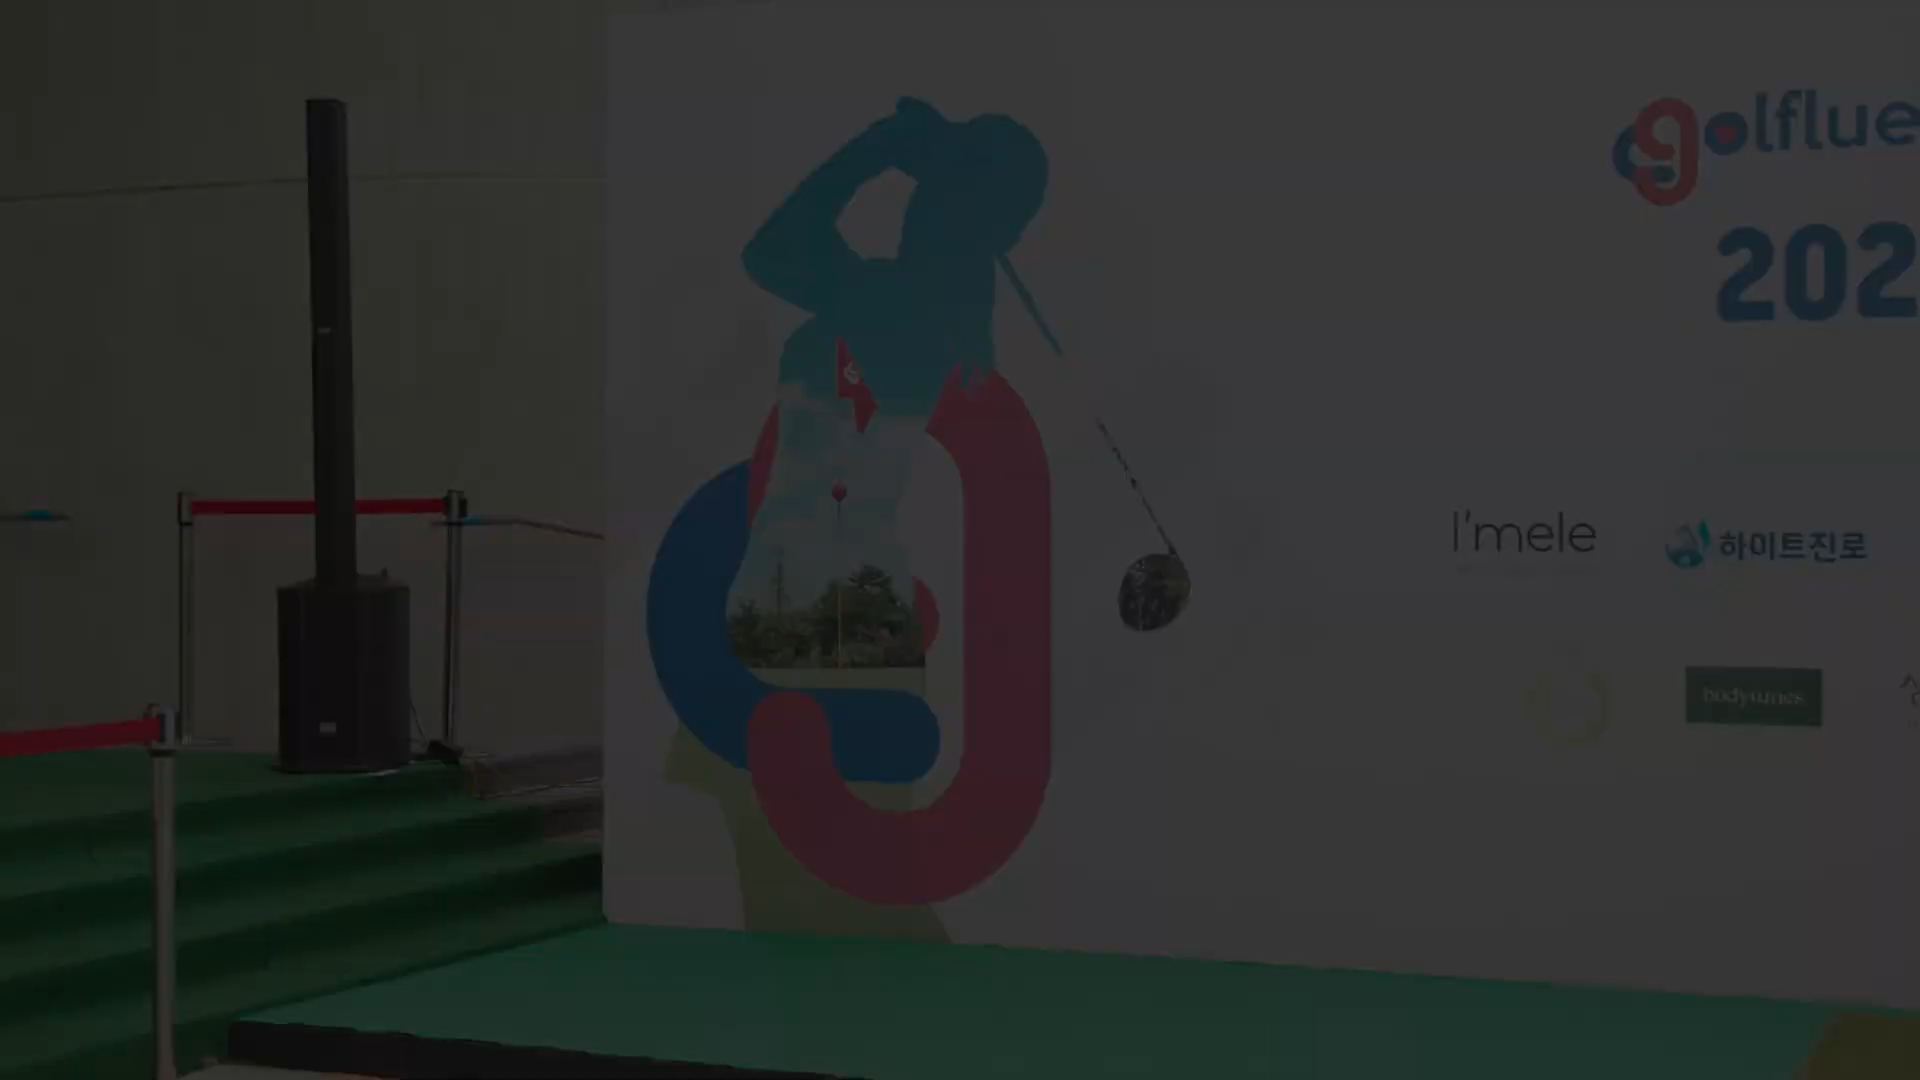 golflue
202
I'mele
하이트진로
bodytunes